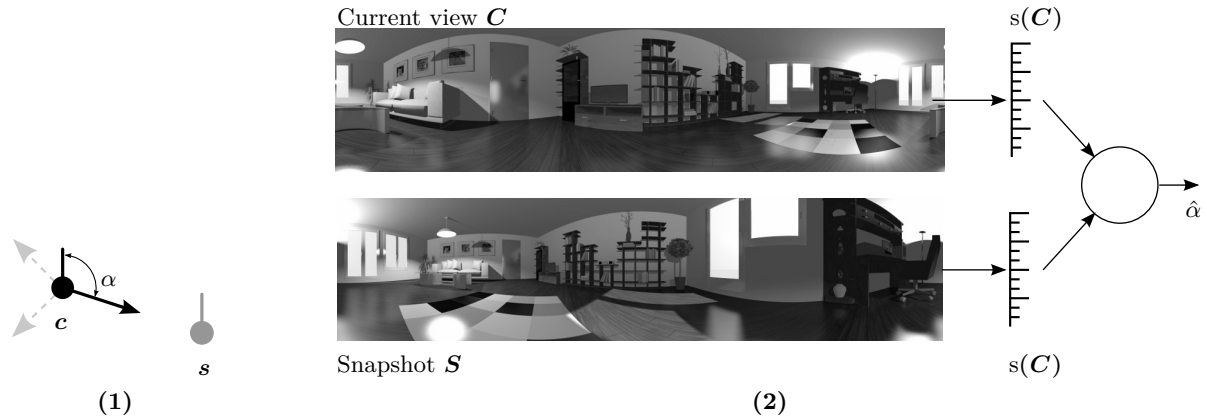 Current view C
s(C)
α
c
s
α̂
Snapshot S
s(C)
(1)
(2)